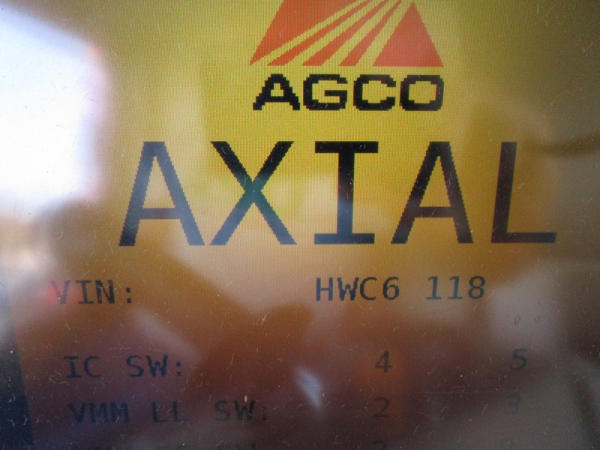 AGCO
AXIAL
VIN: HWC6 118
IC SW: 4 5
VMM LL SW: 2 3